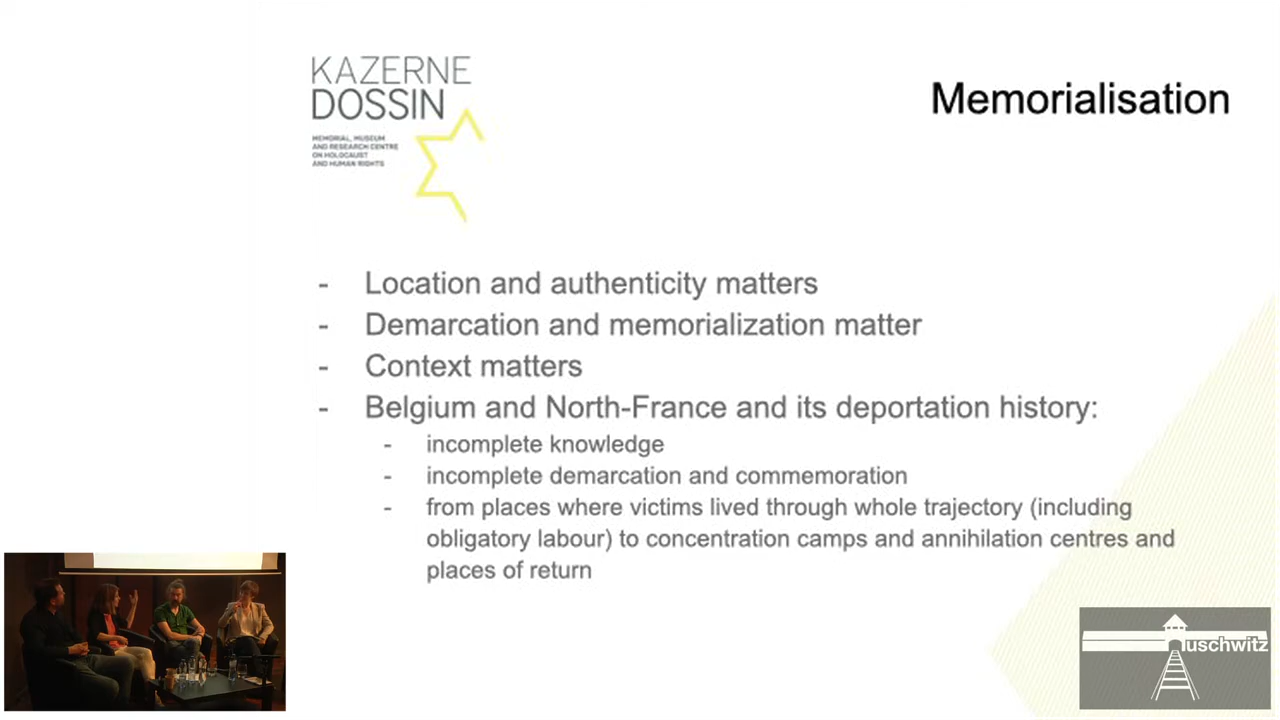 KAZERNE
DOSSIN
MEMORIAL, MUSEUM
AND RESEARCH CENTRE
ON HOLOCAUST
AND HUMAN RIGHTS
Memorialisation
- Location and authenticity matters
- Demarcation and memorialization matter
- Context matters
- Belgium and North-France and its deportation history:
- incomplete knowledge
- incomplete demarcation and commemoration
- from places where victims lived through whole trajectory (including
obligatory labour) to concentration camps and annihilation centres and
places of return
uschwitz